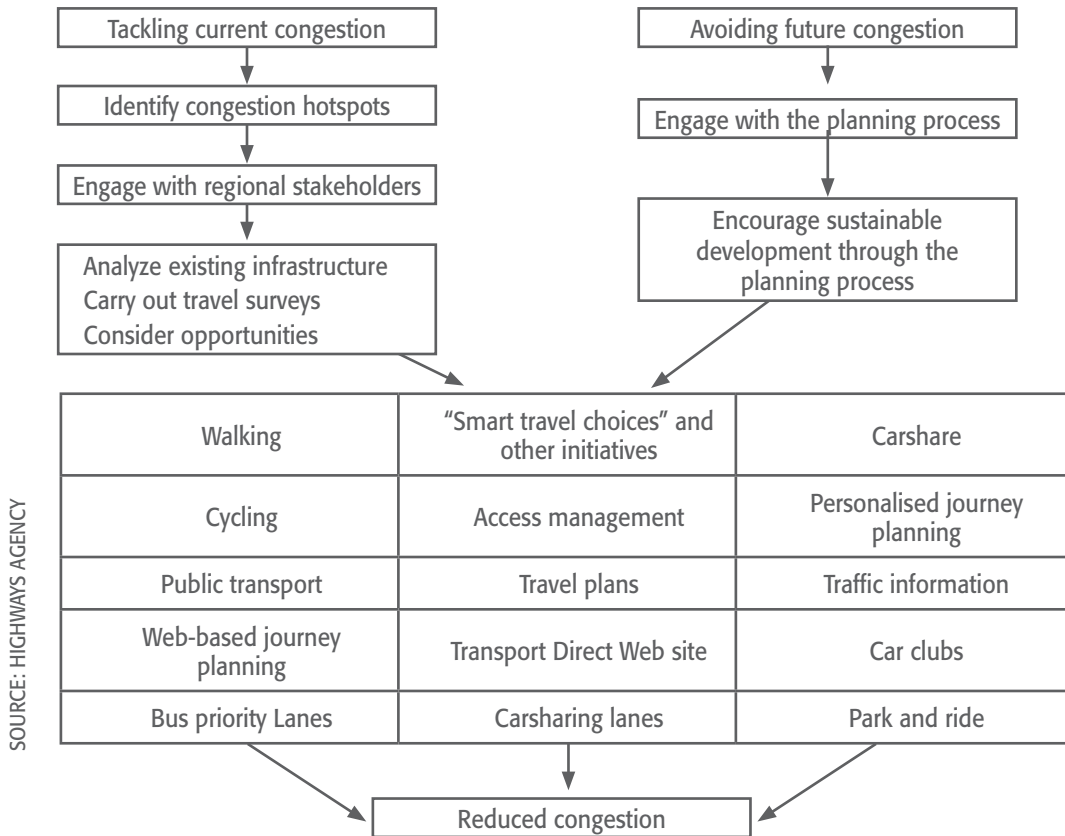 Tackling current congestion
Identify congestion hotspots
Engage with regional stakeholders
Analyze existing infrastructure
Carry out travel surveys
Consider opportunities
Avoiding future congestion
Engage with the planning process
Encourage sustainable
development through the
planning process
Walking
“Smart travel choices” and
other initiatives
Carshare
Cycling
Access management
Personalised journey
planning
Public transport
Travel plans
Traffic information
Web-based journey
planning
Transport Direct Web site
Car clubs
Bus priority Lanes
Carsharing lanes
Park and ride
Reduced congestion
SOURCE: HIGHWAYS AGENCY